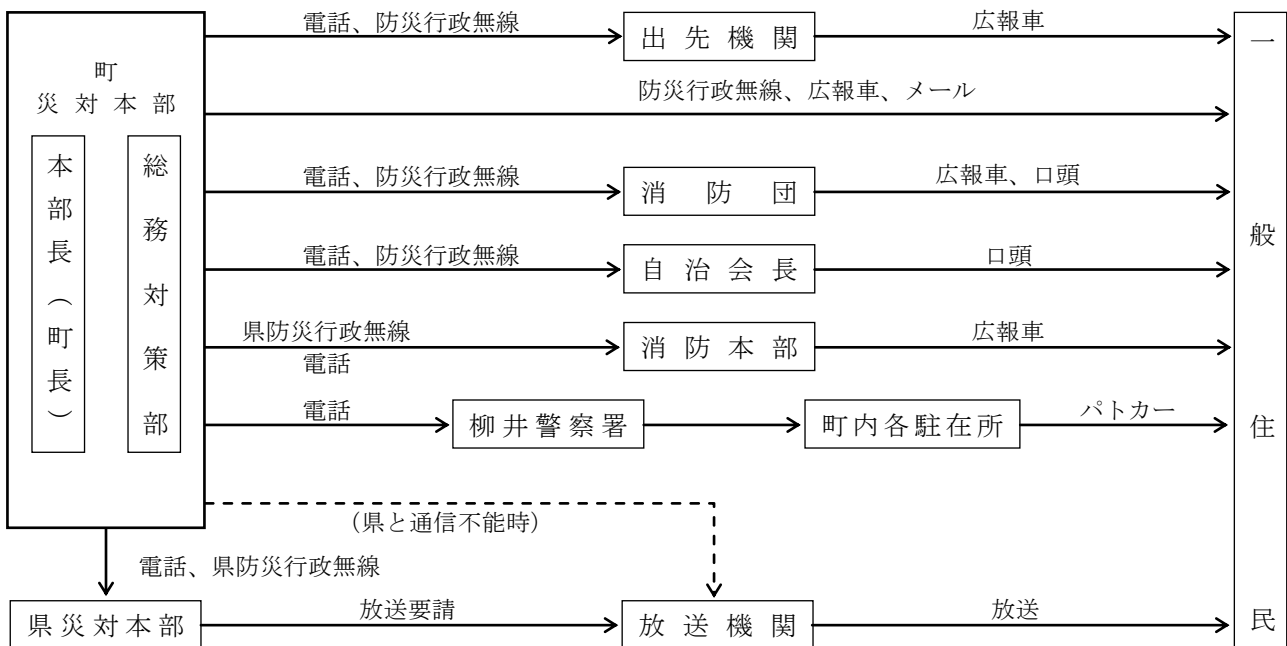 電話、防災行政無線
出先機関
広報車
町
災対本部
本部長（町長）
総務対策部
防災行政無線、広報車、メール
電話、防災行政無線
消防団
広報車、口頭
電話、防災行政無線
自治会長
口頭
県防災行政無線
電話
消防本部
広報車
電話
柳井警察署
町内各駐在所
パトカー
（県と通信不能時）
電話、県防災行政無線
県災対本部
放送要請
放送機関
放送
一般住民